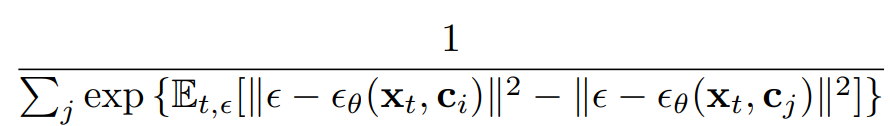 1
∑_j exp {𝔼_{t,ϵ}[‖ϵ − ϵ_θ(𝐱_t, 𝐜_i)‖² − ‖ϵ − ϵ_θ(𝐱_t, 𝐜_j)‖²]}